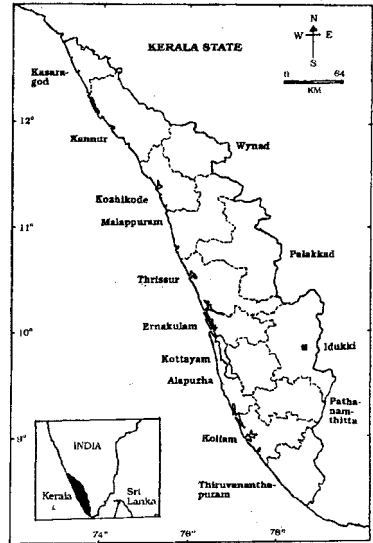 KERALA STATE
N
W E
S
0 64
KM
Kasara-
god
12°
Kannur
Wynad
Kozhikode
Malappuram
11°
Palakkad
Thrissur
10°
Ernakulam
Idukki
Kottayam
Alapuzha
Patha-
nam-
thitta
9°
Kollam
INDIA
Kerala
Sri
Lanka
Thiruvanantha-
puram
74°
76°
78°